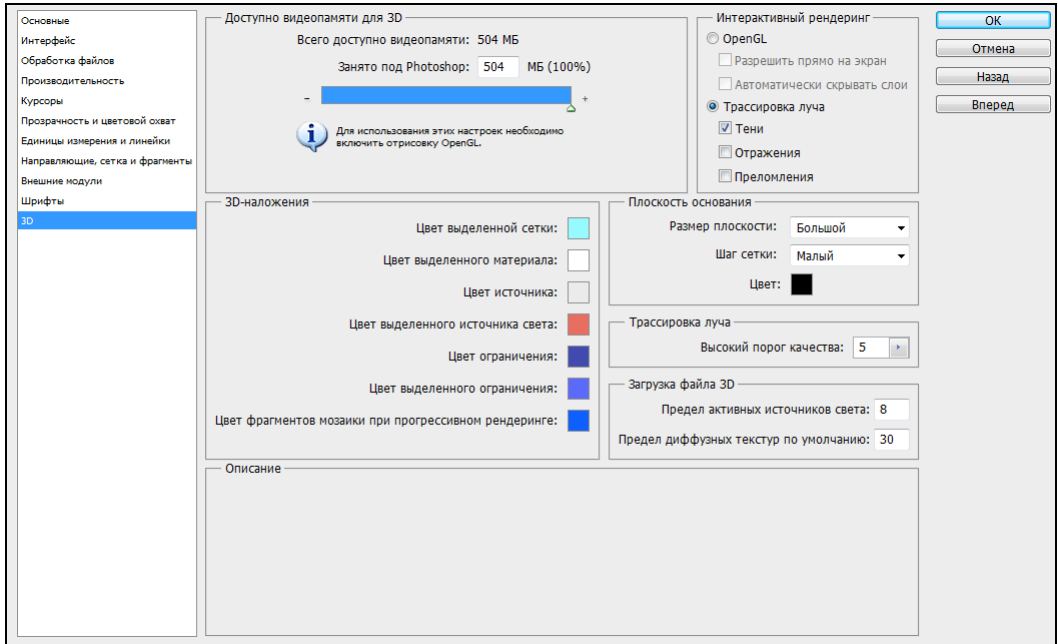 Основные
Интерфейс
Обработка файлов
Производительность
Курсоры
Прозрачность и цветовой охват
Единицы измерения и линейки
Направляющие, сетка и фрагменты
Внешние модули
Шрифты
3D
Доступно видеопамяти для 3D
Всего доступно видеопамяти: 504 МБ
Занято под Photoshop: 504 МБ (100%)
- +
Для использования этих настроек необходимо
включить отрисовку OpenGL.
Интерактивный рендеринг
OpenGL
Разрешить прямо на экран
Автоматически скрывать слои
Трассировка луча
Тени
Отражения
Преломления
OK
Отмена
Назад
Вперед
3D-наложения
Цвет выделенной сетки:
Цвет выделенного материала:
Цвет источника:
Цвет выделенного источника света:
Цвет ограничения:
Цвет выделенного ограничения:
Цвет фрагментов мозаики при прогрессивном рендеринге:
Плоскость основания
Размер плоскости: Большой
Шаг сетки: Малый
Цвет:
Трассировка луча
Высокий порог качества: 5
Загрузка файла 3D
Предел активных источников света: 8
Предел диффузных текстур по умолчанию: 30
Описание